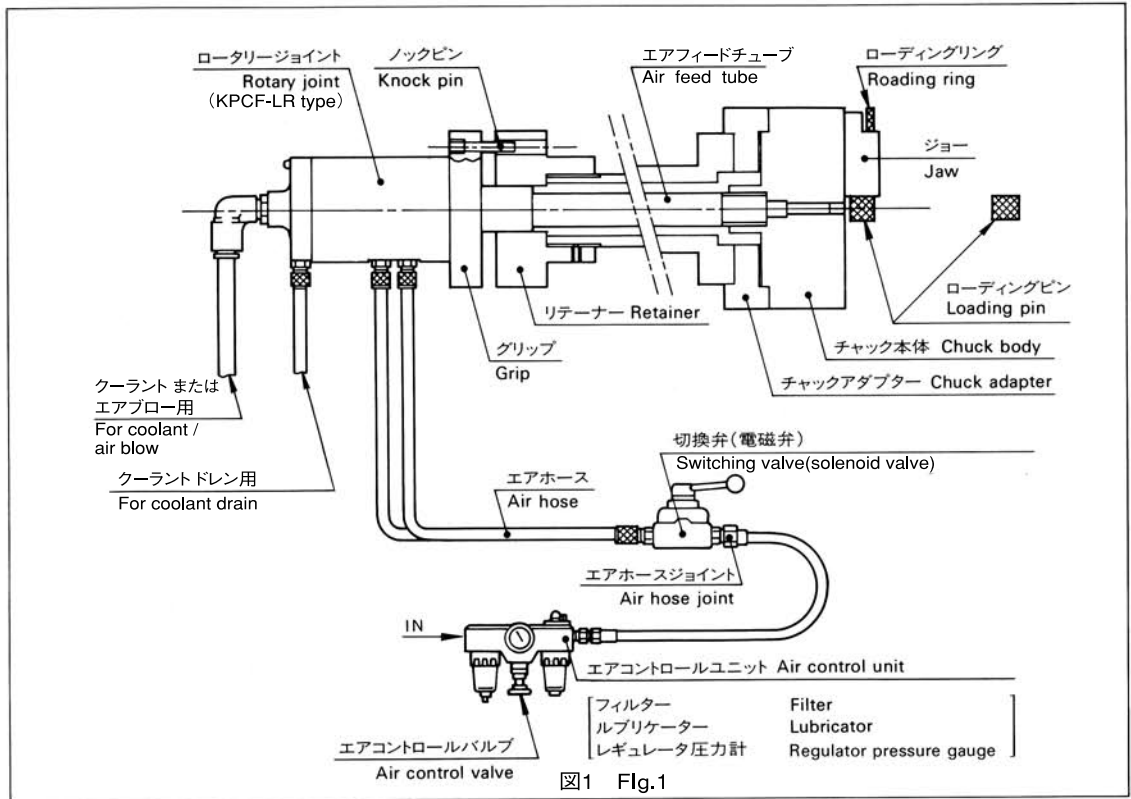 ロータリージョイント
Rotary joint
(KPCF-LR type)
ノックピン
Knock pin
エアフィードチューブ
Air feed tube
ローディングリング
Roading ring
ジョー
Jaw
ローディングピン
Loading pin
リテーナー Retainer
チャック本体 Chuck body
グリップ
Grip
チャックアダプター Chuck adapter
クーラント または
エアブロー用
For coolant /
air blow
クーラントドレン用
For coolant drain
切換弁(電磁弁)
Switching valve(solenoid valve)
エアホース
Air hose
エアホースジョイント
Air hose joint
IN
エアコントロールユニット Air control unit
フィルター Filter
ルブリケーター Lubricator
レギュレータ圧力計 Regulator pressure gauge
エアコントロールバルブ
Air control valve
図1 FIg.1